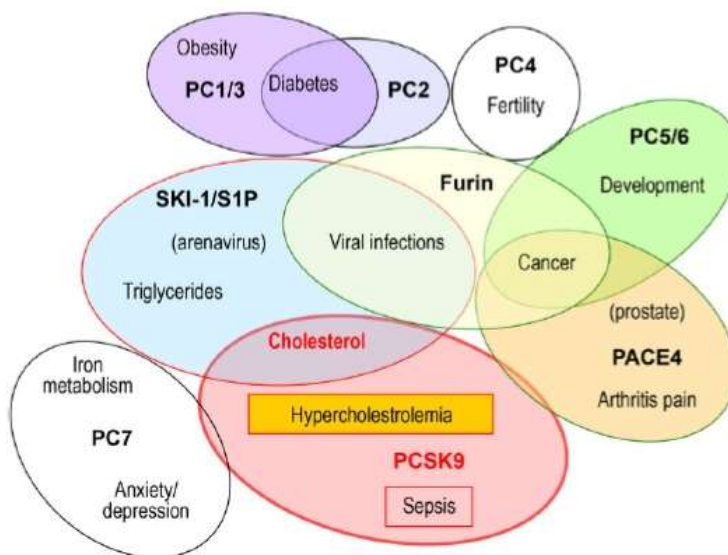 Obesity
PC1/3
Diabetes
PC2
PC4
Fertility
PC5/6
Development
SKI-1/S1P
(arenavirus)
Triglycerides
Furin
Viral infections
Cancer
(prostate)
PACE4
Arthritis pain
Cholesterol
Hypercholestrolemia
PCSK9
Sepsis
Iron
metabolism
PC7
Anxiety/
depression